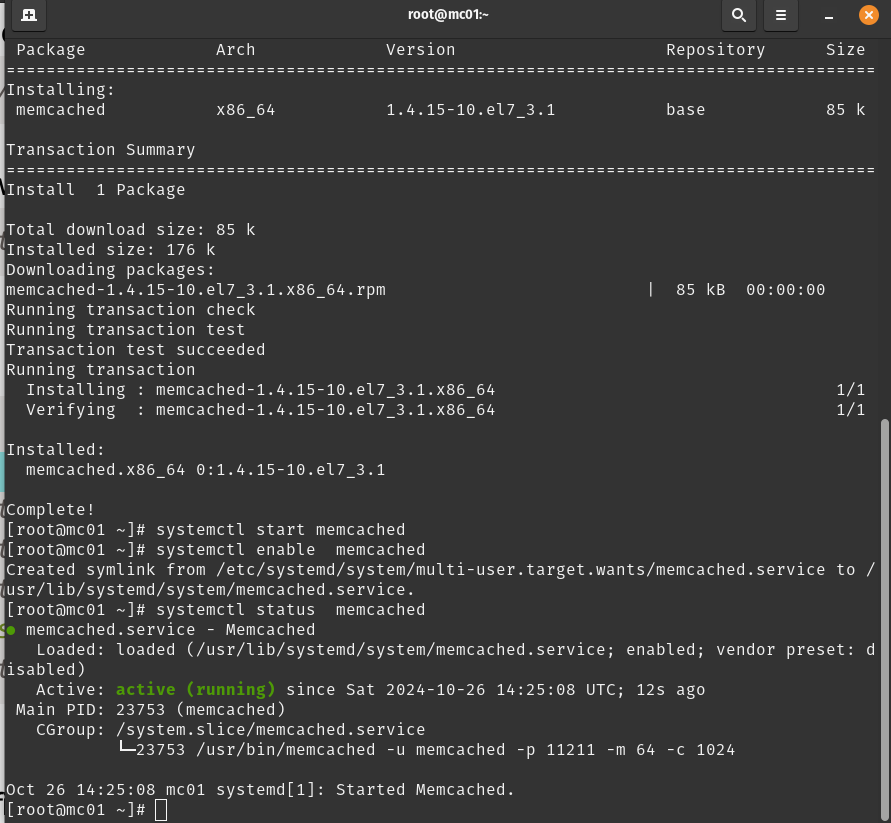 root@mc01:~
 Package             Arch             Version                     Repository      Size
=======================================================================================
Installing:
 memcached           x86_64           1.4.15-10.el7_3.1           base            85 k

Transaction Summary
=======================================================================================
Install  1 Package

Total download size: 85 k
Installed size: 176 k
Downloading packages:
memcached-1.4.15-10.el7_3.1.x86_64.rpm                          |  85 kB  00:00:00
Running transaction check
Running transaction test
Transaction test succeeded
Running transaction
  Installing : memcached-1.4.15-10.el7_3.1.x86_64                                  1/1
  Verifying  : memcached-1.4.15-10.el7_3.1.x86_64                                  1/1

Installed:
  memcached.x86_64 0:1.4.15-10.el7_3.1

Complete!
[root@mc01 ~]# systemctl start memcached
[root@mc01 ~]# systemctl enable  memcached
Created symlink from /etc/systemd/system/multi-user.target.wants/memcached.service to /
usr/lib/systemd/system/memcached.service.
[root@mc01 ~]# systemctl status  memcached
● memcached.service - Memcached
   Loaded: loaded (/usr/lib/systemd/system/memcached.service; enabled; vendor preset: d
isabled)
   Active: active (running) since Sat 2024-10-26 14:25:08 UTC; 12s ago
 Main PID: 23753 (memcached)
   CGroup: /system.slice/memcached.service
           └─23753 /usr/bin/memcached -u memcached -p 11211 -m 64 -c 1024

Oct 26 14:25:08 mc01 systemd[1]: Started Memcached.
[root@mc01 ~]#